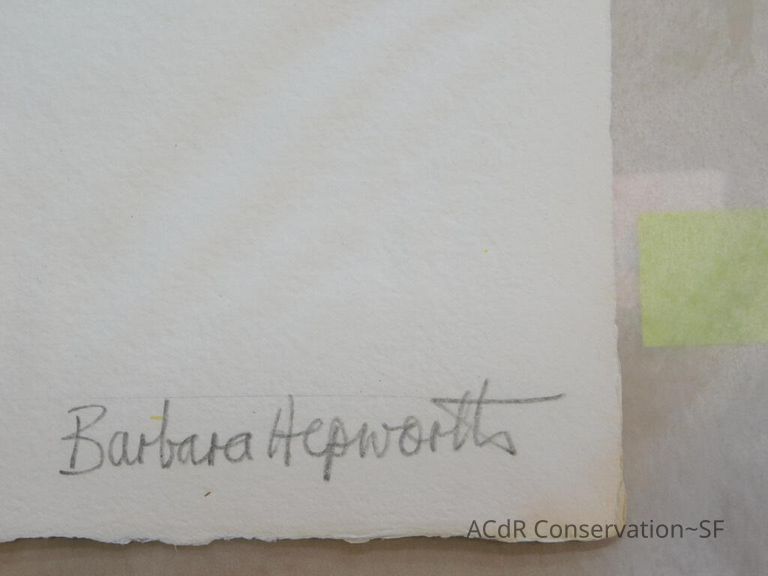 Barbara Hepworth
ACdR Conservation~SF